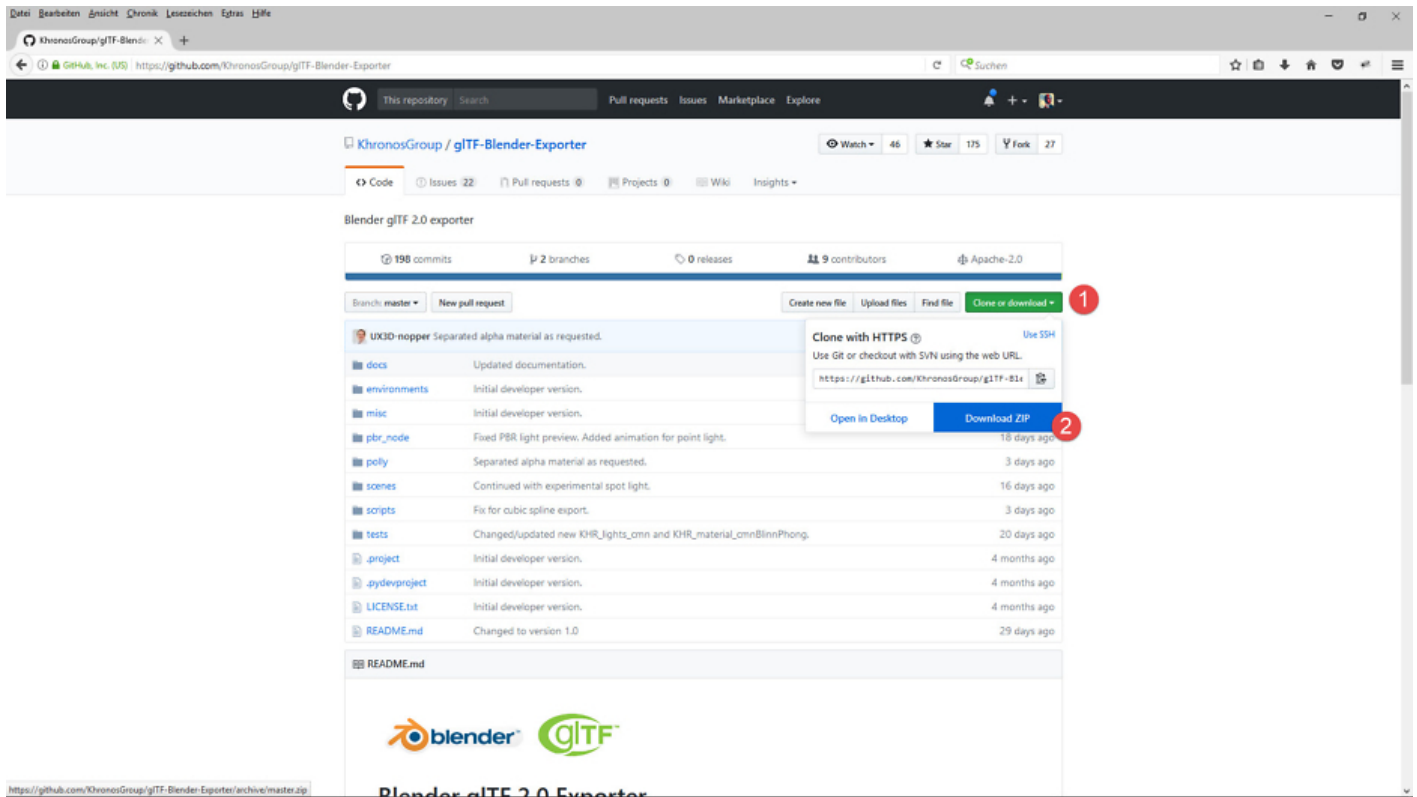 Datei Bearbeiten Ansicht Chronik Lesezeichen Extras Hilfe
KhronosGroup/glTF-Blende
GitHub, Inc. (US) https://github.com/KhronosGroup/glTF-Blender-Exporter Suchen
This repository Search Pull requests Issues Marketplace Explore
KhronosGroup / glTF-Blender-Exporter Watch 46 Star 175 Fork 27
Code Issues 22 Pull requests 0 Projects 0 Wiki Insights
Blender glTF 2.0 exporter
198 commits 2 branches 0 releases 9 contributors Apache-2.0
Branch: master New pull request Create new file Upload files Find file Clone or download 1
UX3D-nopper Separated alpha material as requested.
Clone with HTTPS Use SSH
Use Git or checkout with SVN using the web URL.
https://github.com/KhronosGroup/glTF-Ble
Open in Desktop Download ZIP 2
docs Updated documentation.
environments Initial developer version.
misc Initial developer version.
pbr_node Fixed PBR light preview. Added animation for point light. 18 days ago
polly Separated alpha material as requested. 3 days ago
scenes Continued with experimental spot light. 16 days ago
scripts Fix for cubic spline export. 3 days ago
tests Changed/updated new KHR_lights_cmn and KHR_material_cmnBlinnPhong. 20 days ago
.project Initial developer version. 4 months ago
.pydevproject Initial developer version. 4 months ago
LICENSE.txt Initial developer version. 4 months ago
README.md Changed to version 1.0 29 days ago
README.md
blender glTF
Blender glTF 2.0 Exporter
https://github.com/KhronosGroup/glTF-Blender-Exporter/archive/master.zip